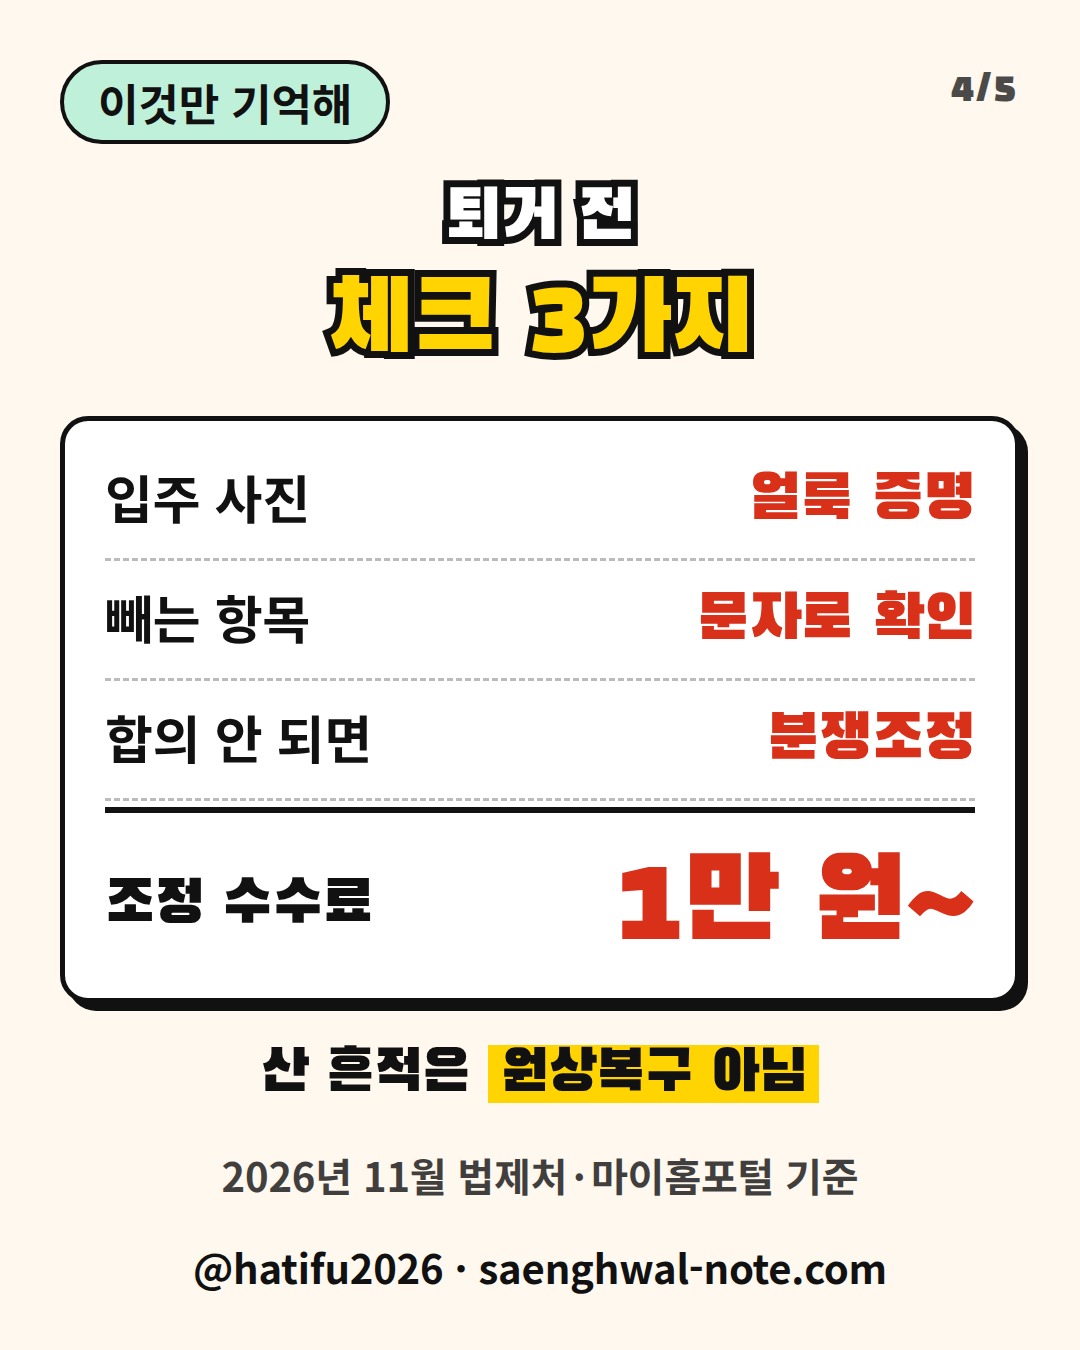 이것만 기억해
4/5
퇴거 전
체크 3가지
입주 사진 얼룩 증명
빼는 항목 문자로 확인
합의 안 되면 분쟁조정
조정 수수료 1만 원~
산 흔적은 원상복구 아님
2026년 11월 법제처·마이홈포털 기준
@hatifu2026 · saenghwal-note.com